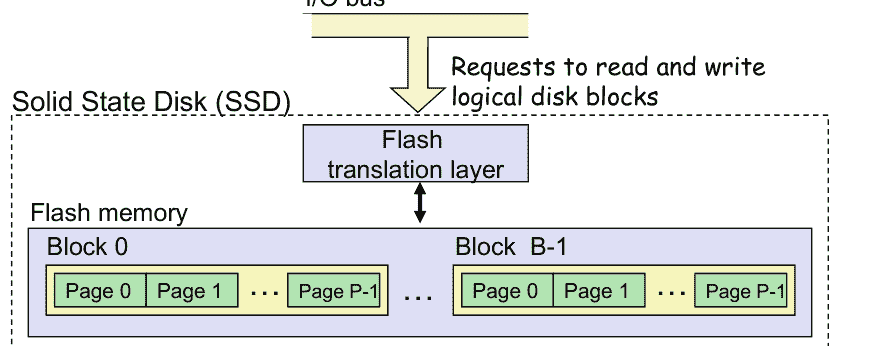 I/O bus
Requests to read and write
logical disk blocks
Solid State Disk (SSD)
Flash
translation layer
Flash memory
Block 0
Block B-1
Page 0 Page 1 ... Page P-1 ... Page 0 Page 1 ... Page P-1